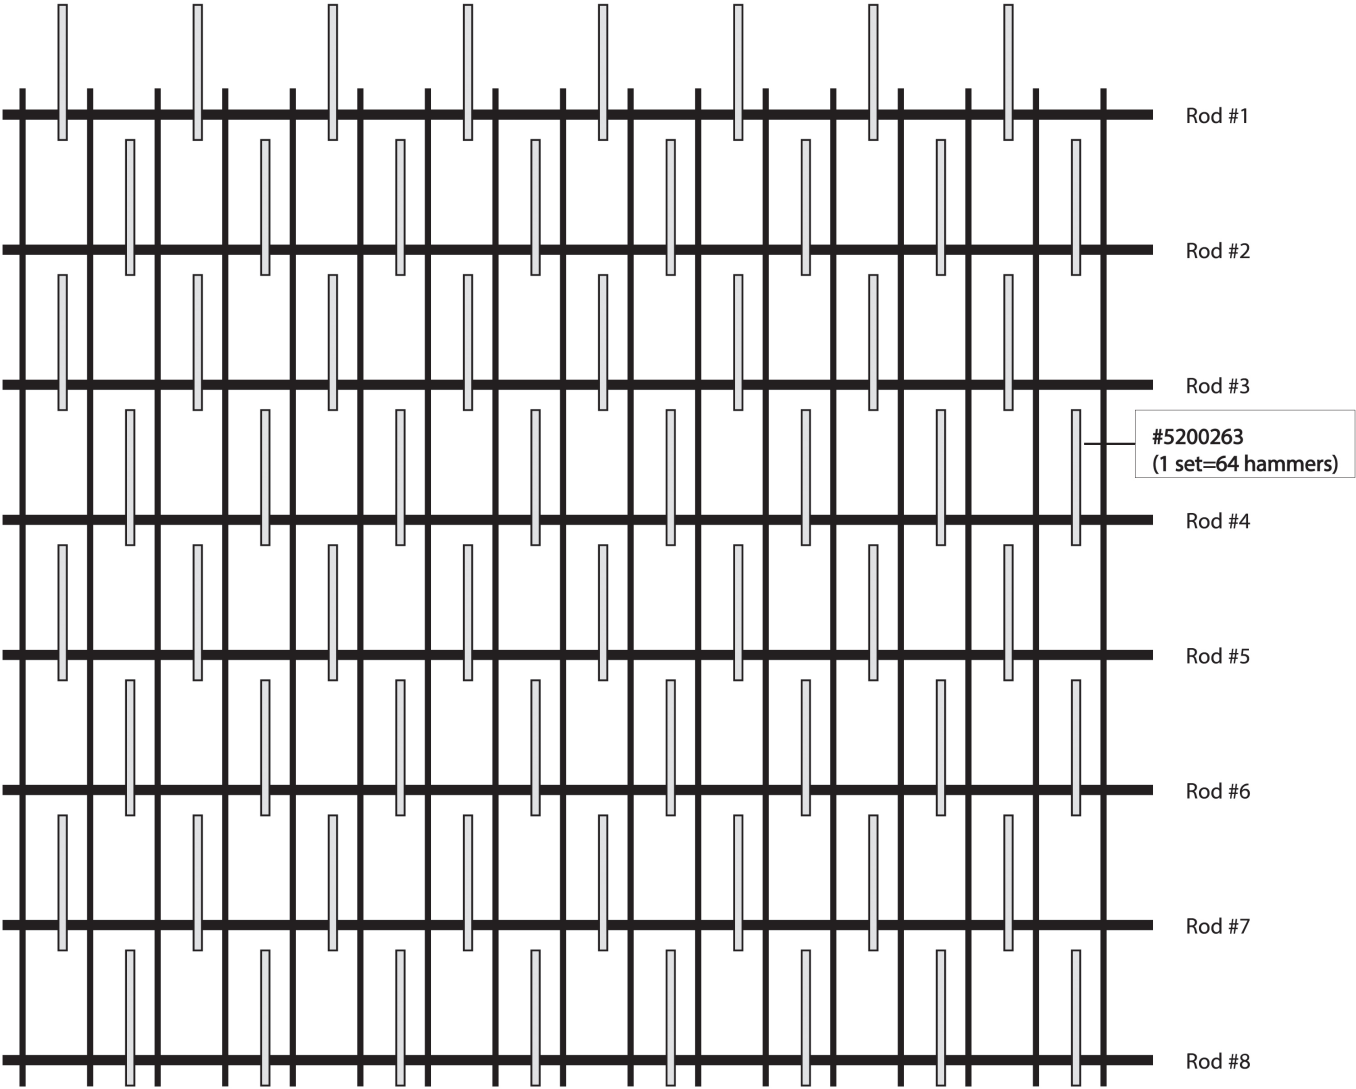 Rod #1
Rod #2
Rod #3
#5200263
(1 set=64 hammers)
Rod #4
Rod #5
Rod #6
Rod #7
Rod #8